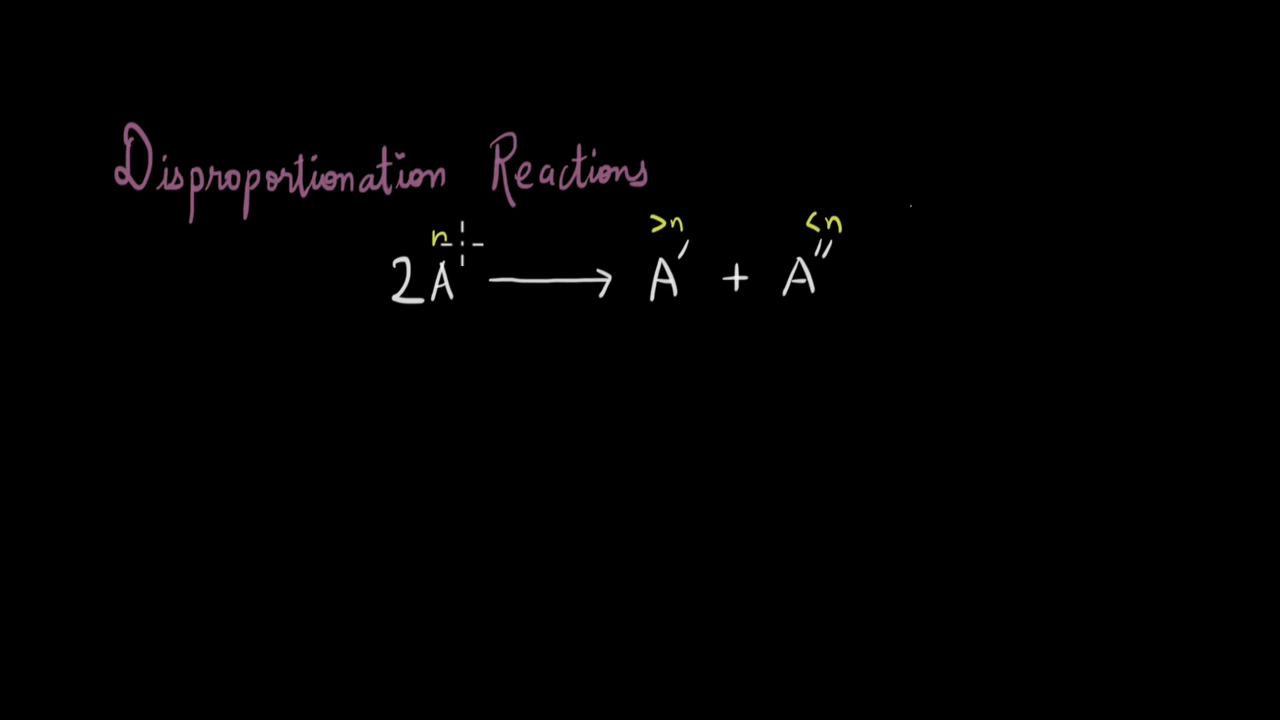 Disproportionation Reactions
n >n <n
2A ⟶ A′ + A″